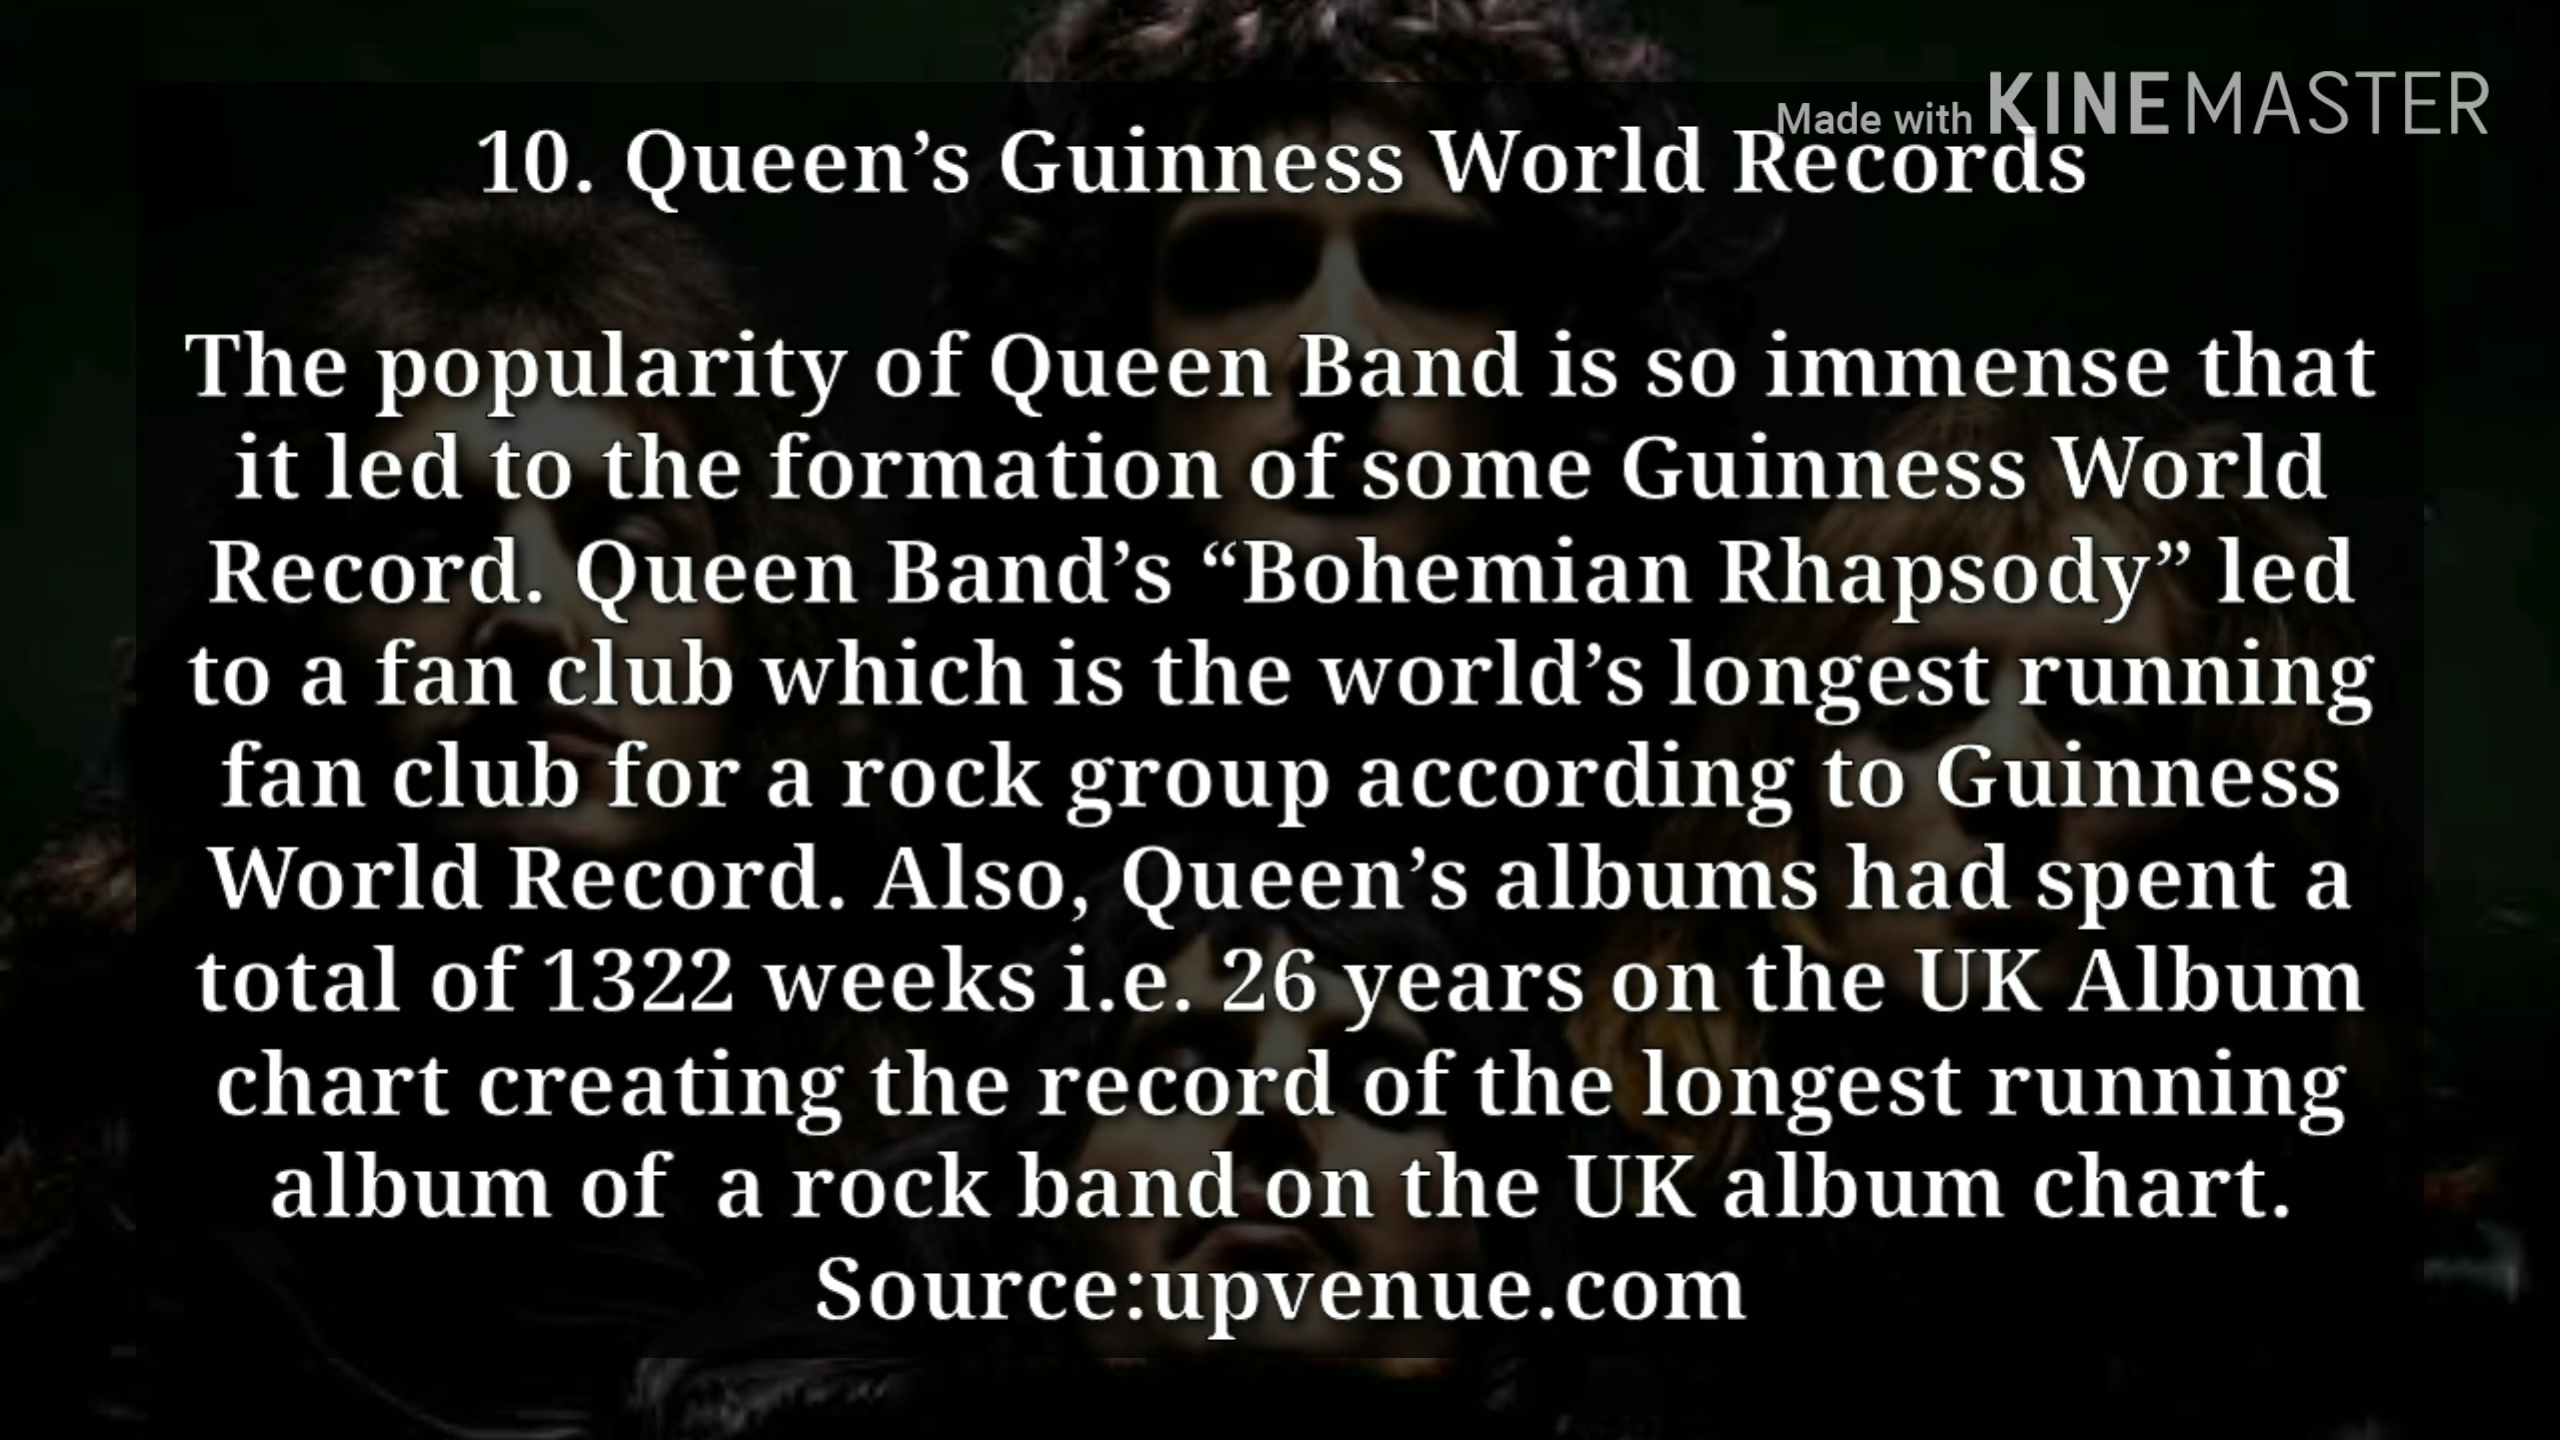 Made with KINEMASTER
10. Queen’s Guinness World Records
The popularity of Queen Band is so immense that
it led to the formation of some Guinness World
Record. Queen Band’s “Bohemian Rhapsody” led
to a fan club which is the world’s longest running
fan club for a rock group according to Guinness
World Record. Also, Queen’s albums had spent a
total of 1322 weeks i.e. 26 years on the UK Album
chart creating the record of the longest running
album of  a rock band on the UK album chart.
Source:upvenue.com